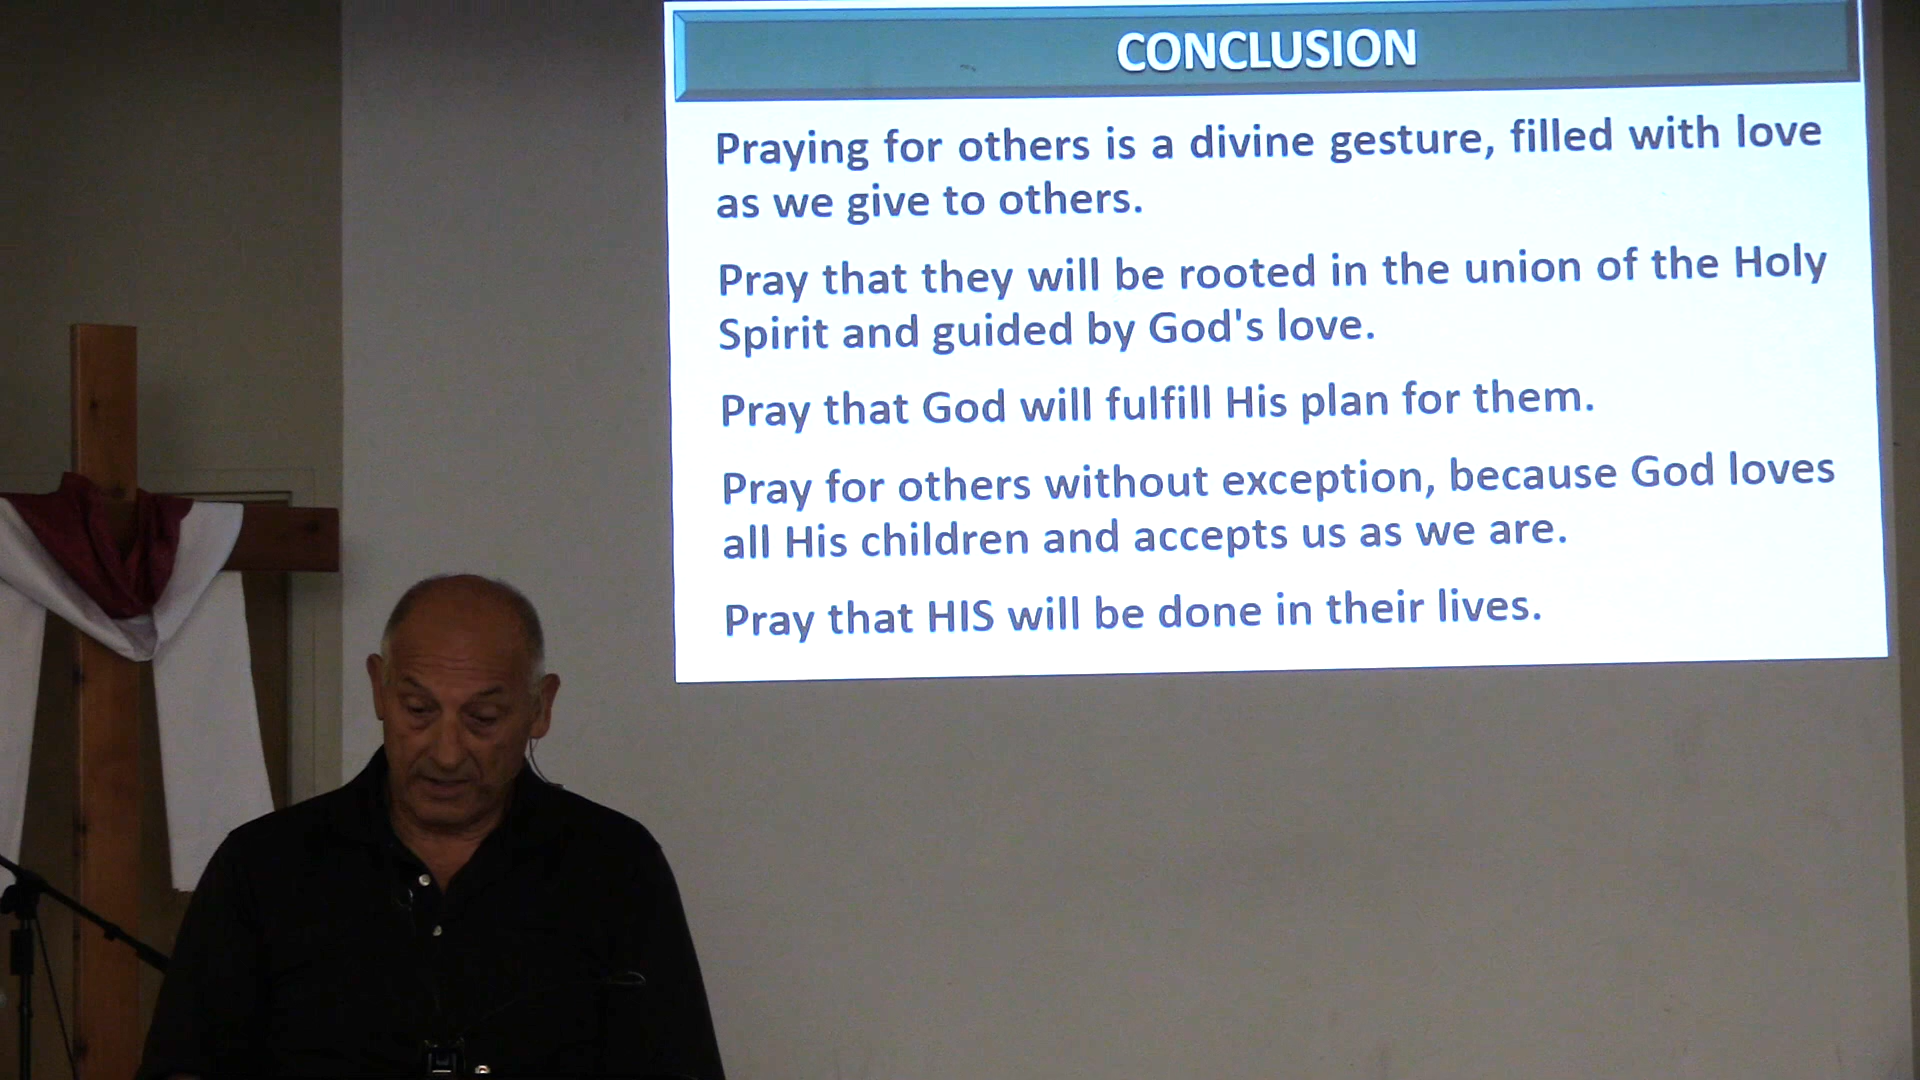 CONCLUSION
Praying for others is a divine gesture, filled with love
as we give to others.
Pray that they will be rooted in the union of the Holy
Spirit and guided by God's love.
Pray that God will fulfill His plan for them.
Pray for others without exception, because God loves
all His children and accepts us as we are.
Pray that HIS will be done in their lives.